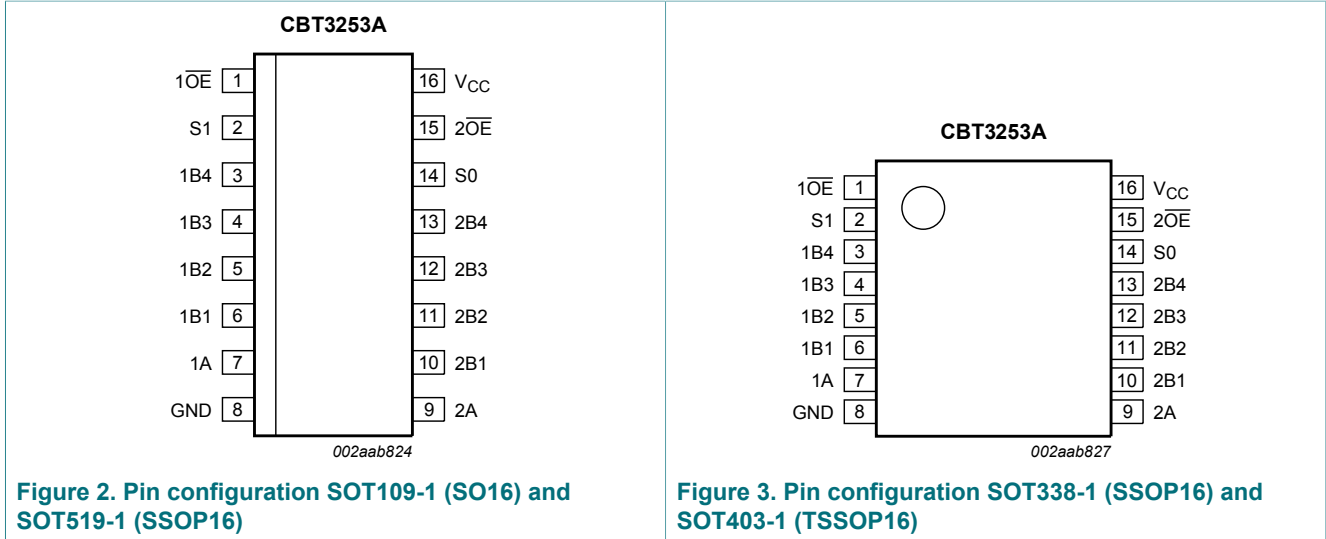 CBT3253A
1O̅E̅ 1 16 VCC
S1 2 15 2O̅E̅
1B4 3 14 S0
1B3 4 13 2B4
1B2 5 12 2B3
1B1 6 11 2B2
1A 7 10 2B1
GND 8 9 2A
002aab824
Figure 2. Pin configuration SOT109-1 (SO16) and
SOT519-1 (SSOP16)
CBT3253A
1O̅E̅ 1 16 VCC
S1 2 15 2O̅E̅
1B4 3 14 S0
1B3 4 13 2B4
1B2 5 12 2B3
1B1 6 11 2B2
1A 7 10 2B1
GND 8 9 2A
002aab827
Figure 3. Pin configuration SOT338-1 (SSOP16) and
SOT403-1 (TSSOP16)